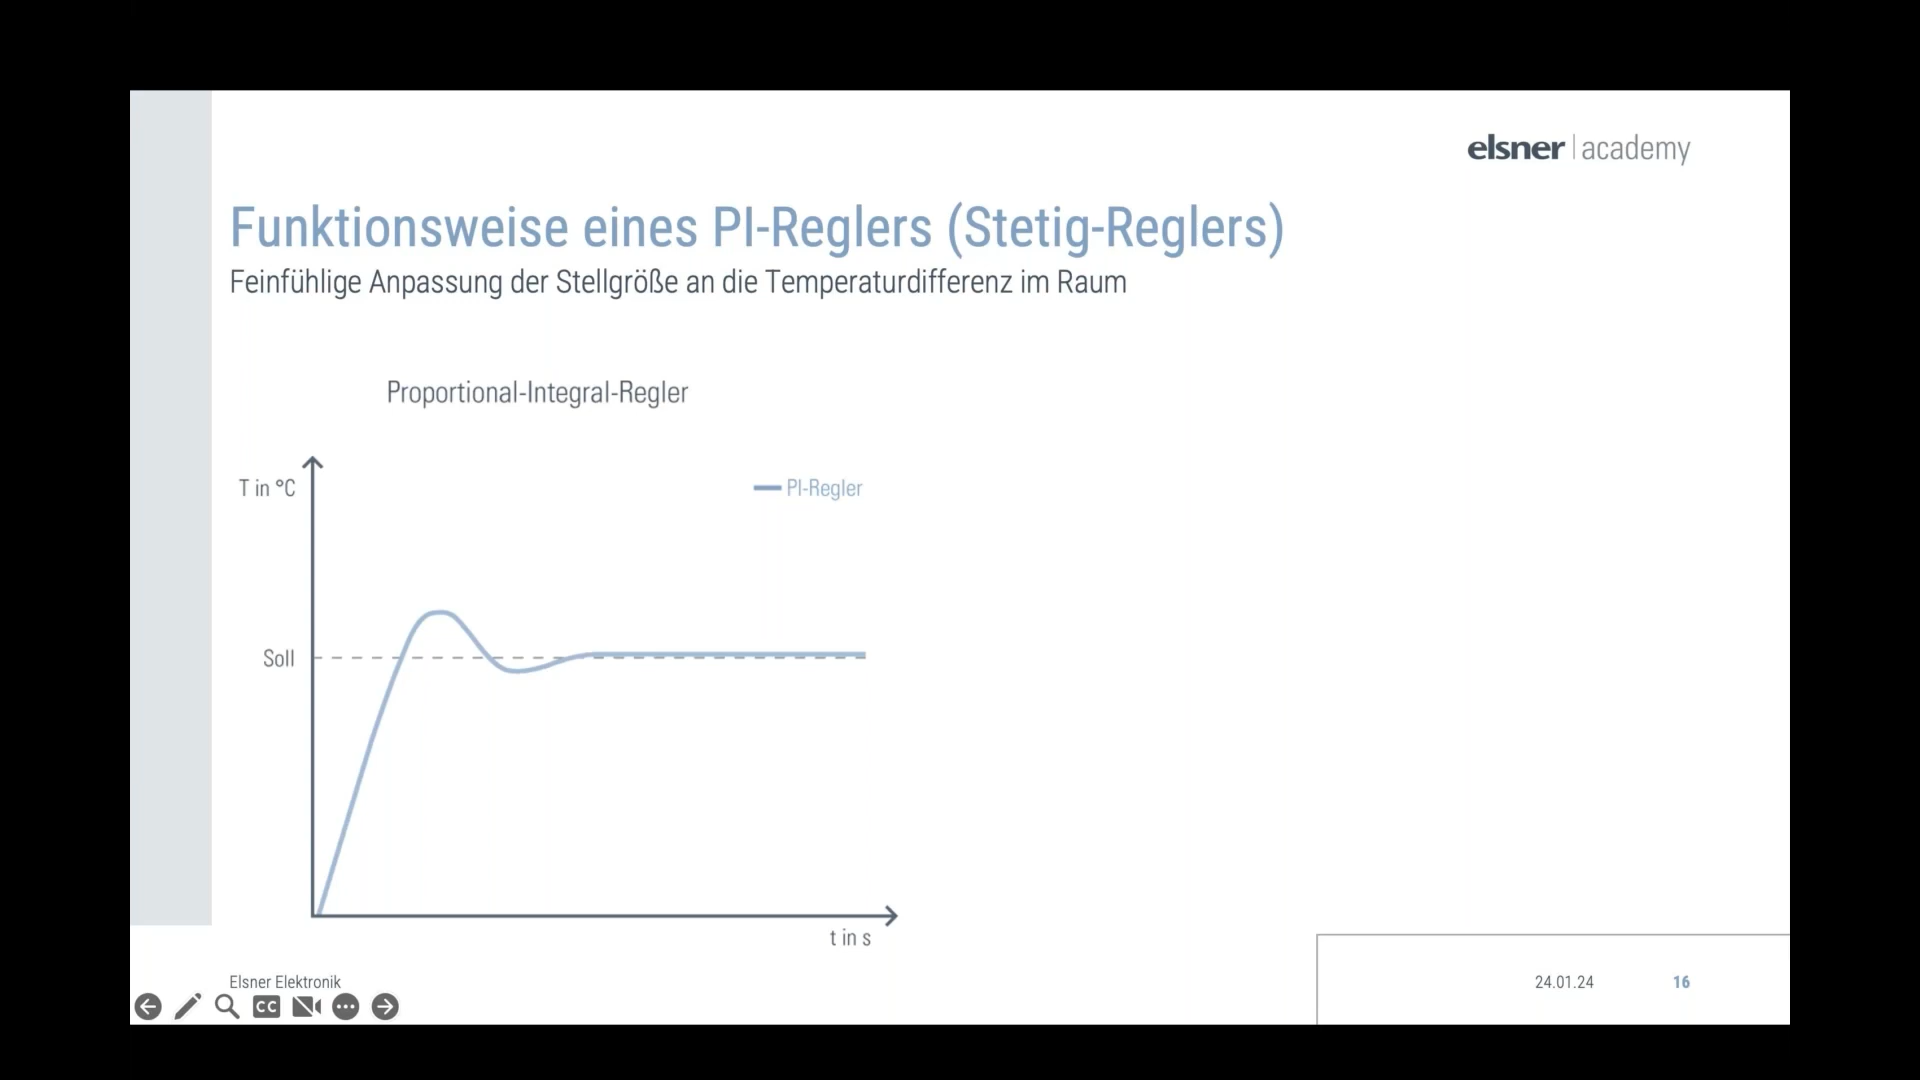 elsner | academy
Funktionsweise eines PI-Reglers (Stetig-Reglers)
Feinfühlige Anpassung der Stellgröße an die Temperaturdifferenz im Raum
Proportional-Integral-Regler
T in °C
PI-Regler
Soll
t in s
Elsner Elektronik
CC
24.01.24
16